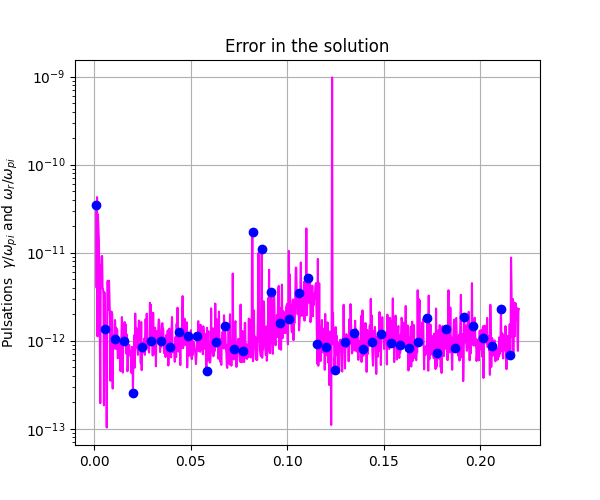 Error in the solution
Pulsations γ/ω_pi and ω_r/ω_pi
10⁻⁹
10⁻¹⁰
10⁻¹¹
10⁻¹²
10⁻¹³
0.00 0.05 0.10 0.15 0.20